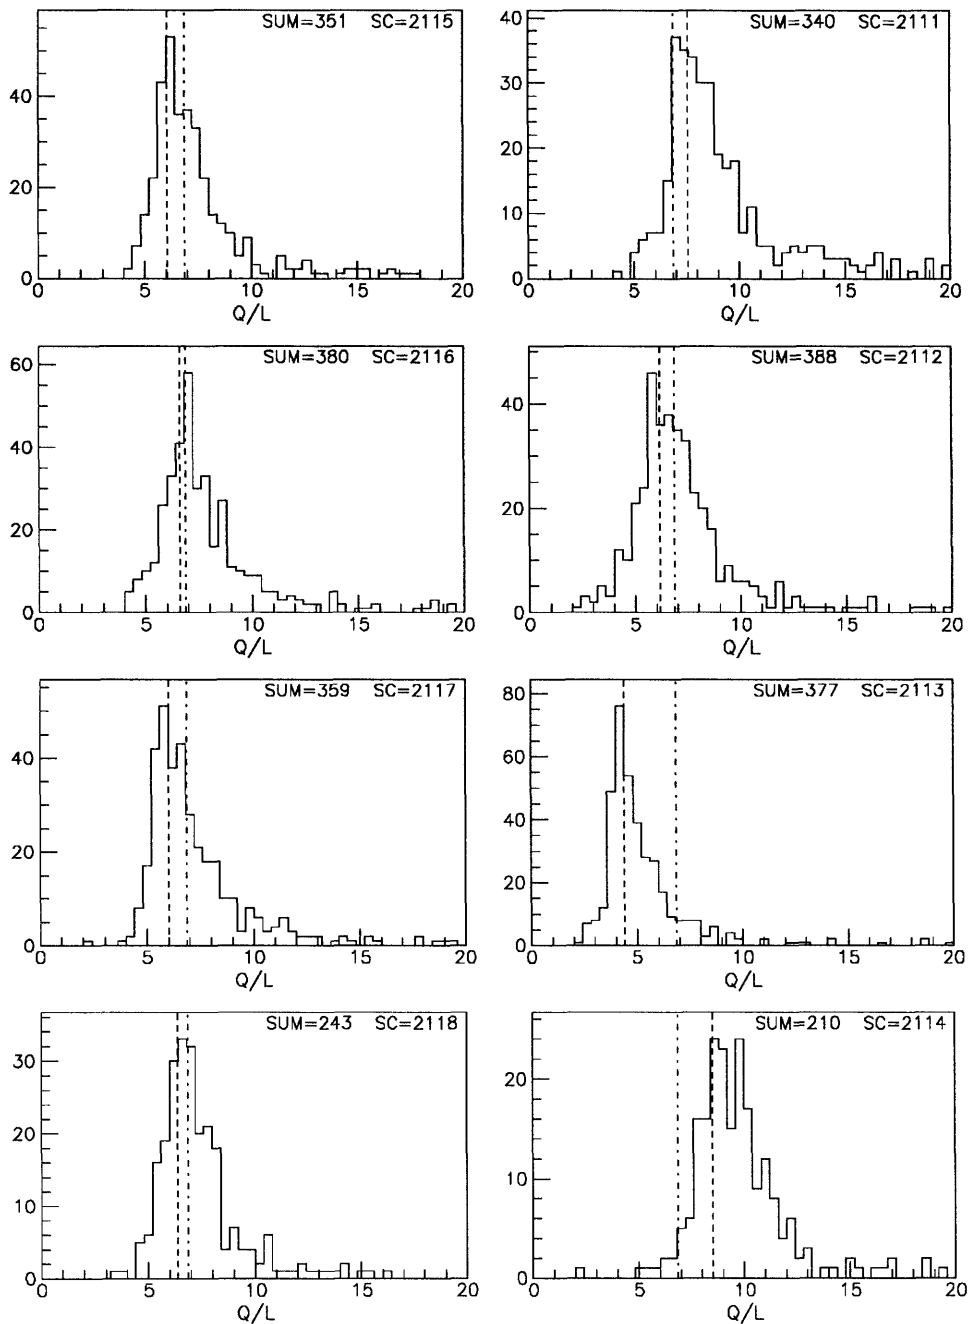 SUM=351 SC=2115
40
20
0
0 5 10 15 20
Q/L
SUM=340 SC=2111
40
30
20
10
0
0 5 10 15 20
Q/L
SUM=380 SC=2116
60
40
20
0
0 5 10 15 20
Q/L
SUM=388 SC=2112
40
20
0
0 5 10 15 20
Q/L
SUM=359 SC=2117
40
20
0
0 5 10 15 20
Q/L
SUM=377 SC=2113
80
60
40
20
0
0 5 10 15 20
Q/L
SUM=243 SC=2118
30
20
10
0
0 5 10 15 20
Q/L
SUM=210 SC=2114
20
10
0
0 5 10 15 20
Q/L